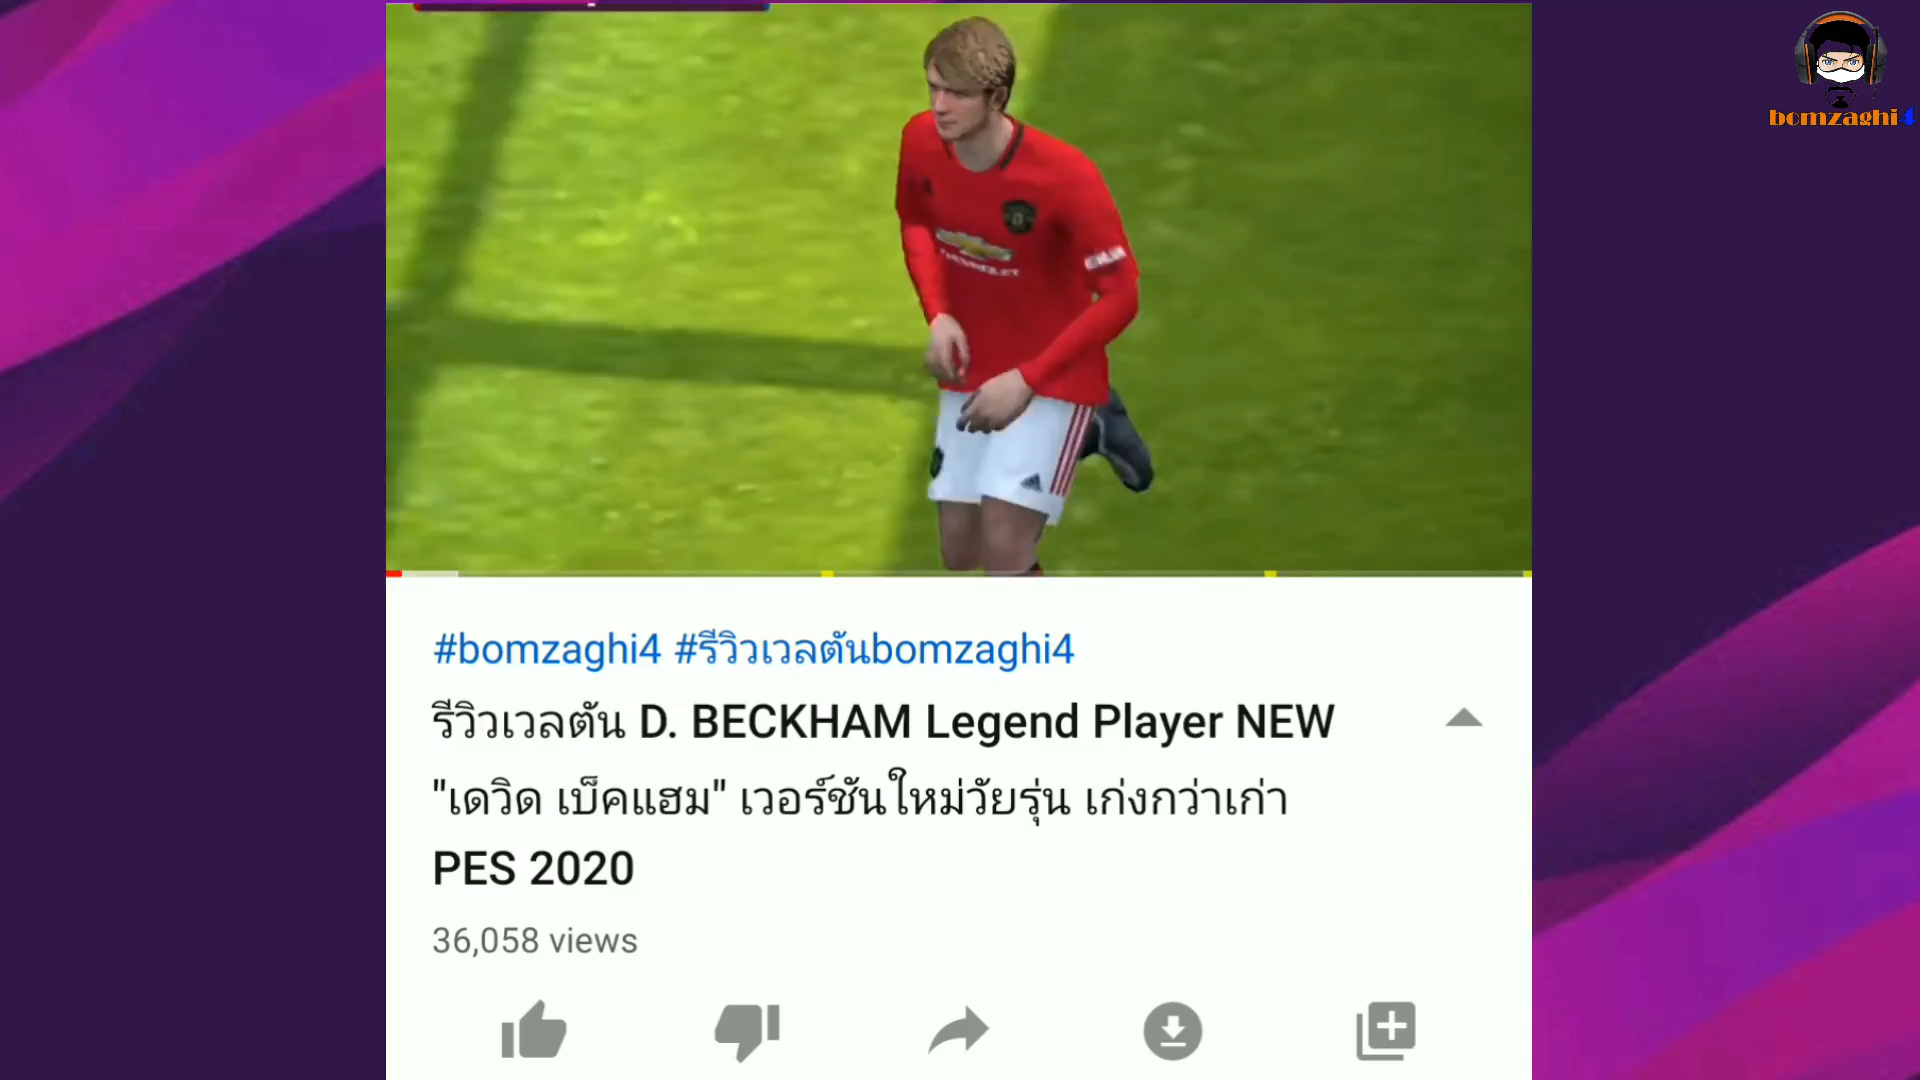 bomzaghi4
CHEVROLET
#bomzaghi4 #รีวิวเวลตันbomzaghi4
รีวิวเวลตัน D. BECKHAM Legend Player NEW
"เดวิด เบ็คแฮม" เวอร์ชันใหม่วัยรุ่น เก่งกว่าเก่า
PES 2020
36,058 views